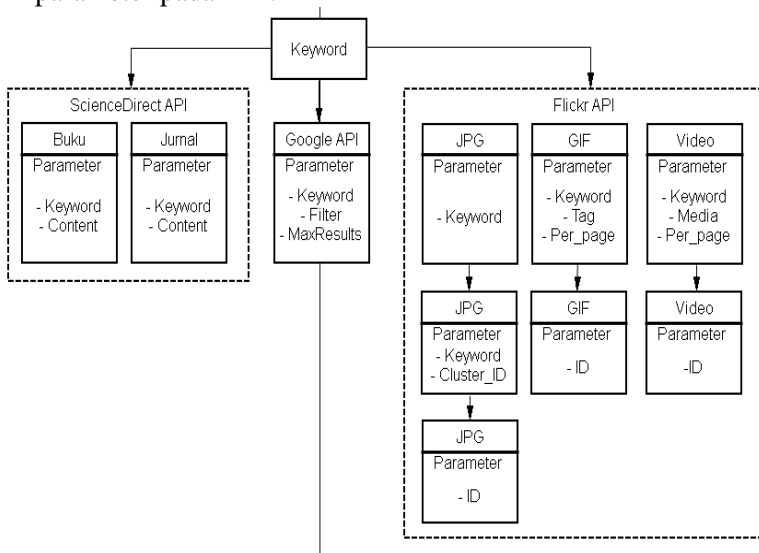 Keyword
ScienceDirect API
Buku
Parameter
- Keyword
- Content
Jurnal
Parameter
- Keyword
- Content
Google API
Parameter
- Keyword
- Filter
- MaxResults
Flickr API
JPG
Parameter
- Keyword
GIF
Parameter
- Keyword
- Tag
- Per_page
Video
Parameter
- Keyword
- Media
- Per_page
JPG
Parameter
- Keyword
- Cluster_ID
GIF
Parameter
- ID
Video
Parameter
-ID
JPG
Parameter
- ID